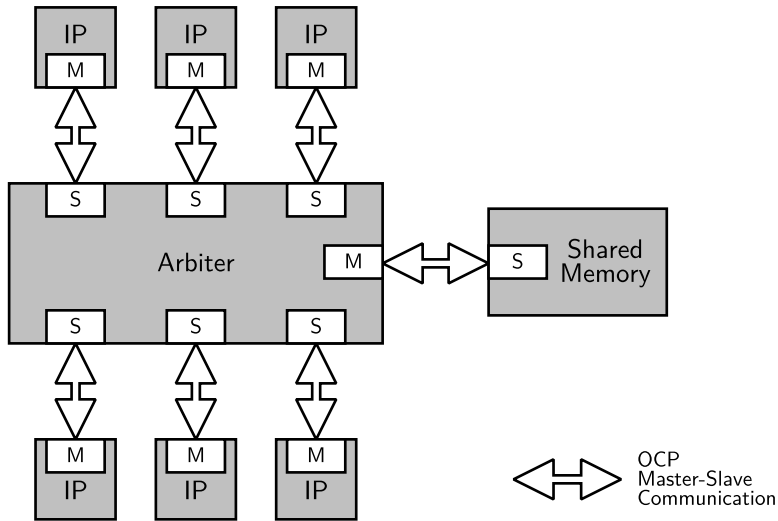 IP IP IP
M M M
S S S
Arbiter
M
S
Shared
Memory
S S S
M M M
IP IP IP
OCP
Master-Slave
Communication